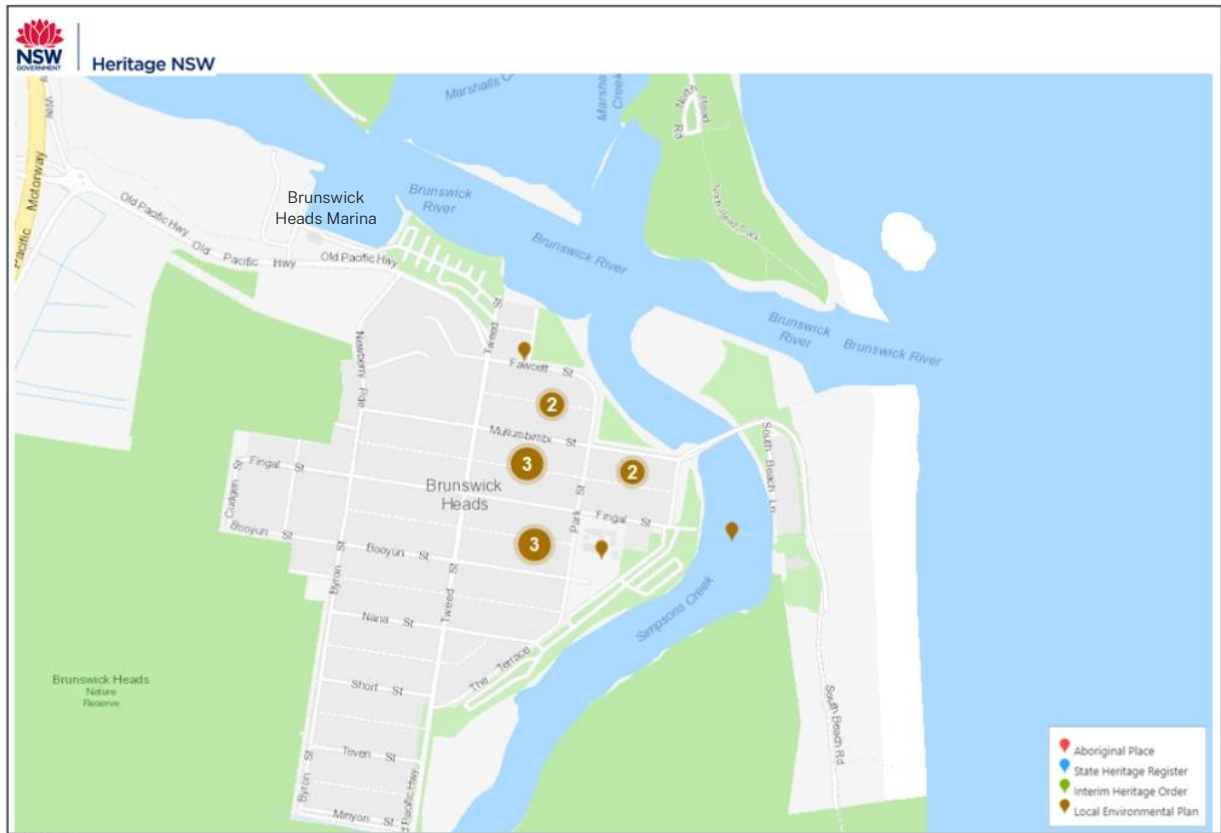 NSW
GOVERNMENT
Heritage NSW
Marshalls
Marshalls
Creek
North Head
Rd
Way
Pacific Motorway
Old Pacific Hwy
Brunswick
Heads Marina
Brunswick
River
North Head Track
Old Pacific Hwy
Old Pacific Hwy
Brunswick River
Brunswick
River
Brunswick River
Tweed St
Newberry Pde
Fawcett St
2
Mullumbimbi St
South Beach Ln
3
2
Fingal St
Cudgen St
Brunswick
Heads
Park St
Fingal St
Booyun St
Booyun St
3
Byron St
Tweed St
Simpsons Creek
Nana St
The Terrace
Brunswick Heads
Nature
Reserve
Short St
South Beach Rd
Teven St
Byron St
Pacific Hwy
Minyon St
Aboriginal Place
State Heritage Register
Interim Heritage Order
Local Environmental Plan